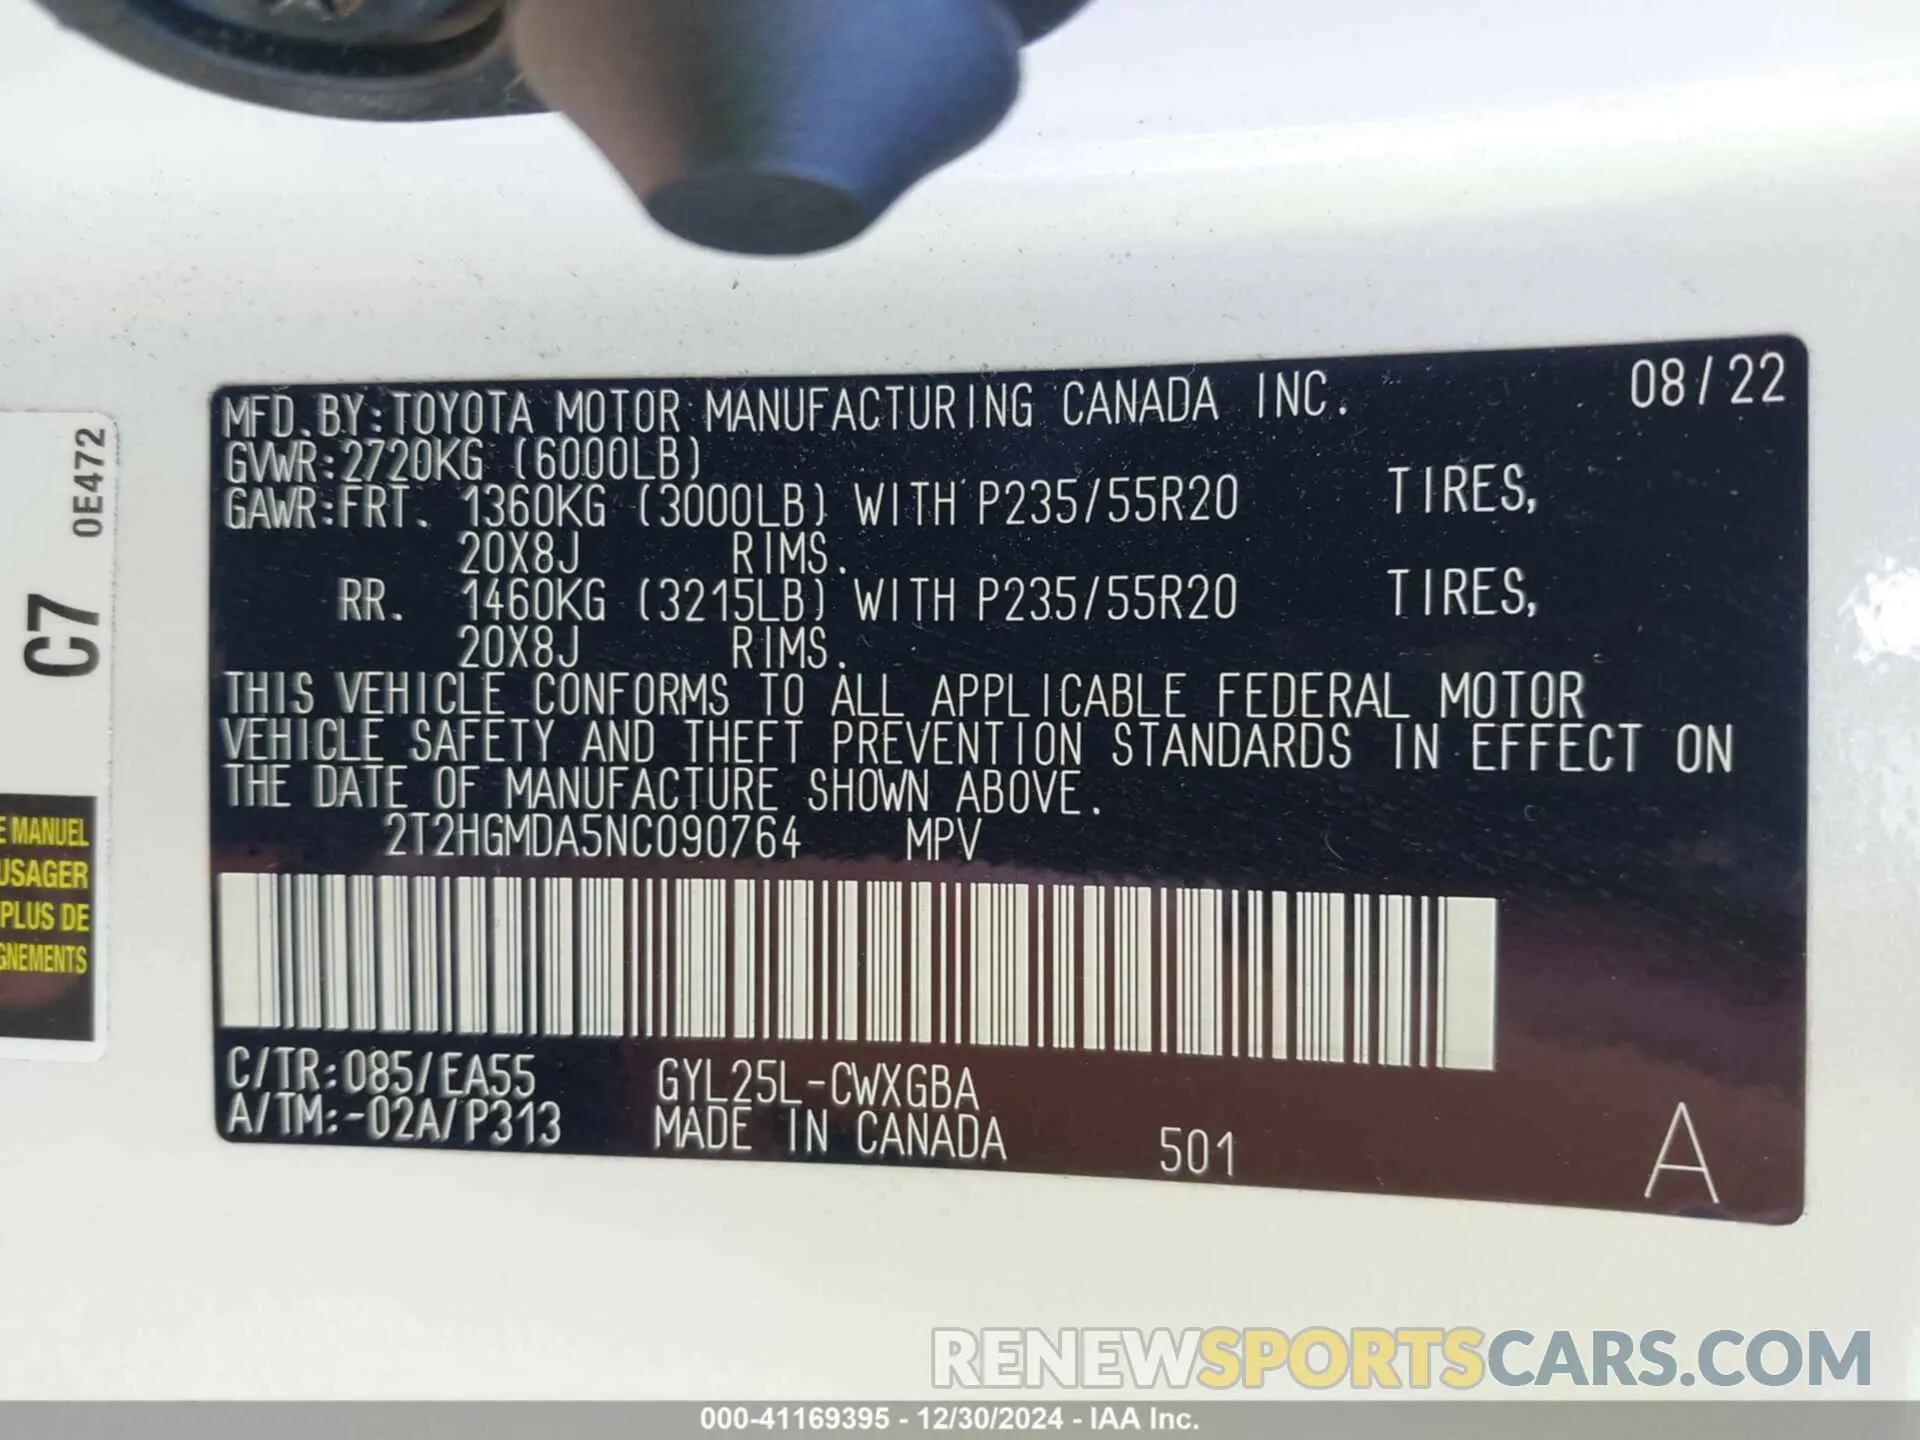 MFD.BY:TOYOTA MOTOR MANUFACTURING CANADA INC. 08/22
GVWR:2720KG (6000LB)
GAWR:FRT. 1360KG (3000LB) WITH P235/55R20 TIRES,
20X8J RIMS.
RR. 1460KG (3215LB) WITH P235/55R20 TIRES,
20X8J RIMS.
THIS VEHICLE CONFORMS TO ALL APPLICABLE FEDERAL MOTOR
VEHICLE SAFETY AND THEFT PREVENTION STANDARDS IN EFFECT ON
THE DATE OF MANUFACTURE SHOWN ABOVE.
2T2HGMDA5NC090764 MPV
C/TR:085/EA55 GYL25L-CWXGBA
A/TM:-02A/P313 MADE IN CANADA 501 A
0E472
C7
E MANUEL
USAGER
PLUS DE
GNEMENTS
RENEWSPORTSCARS.COM
000-41169395 - 12/30/2024 - IAA Inc.